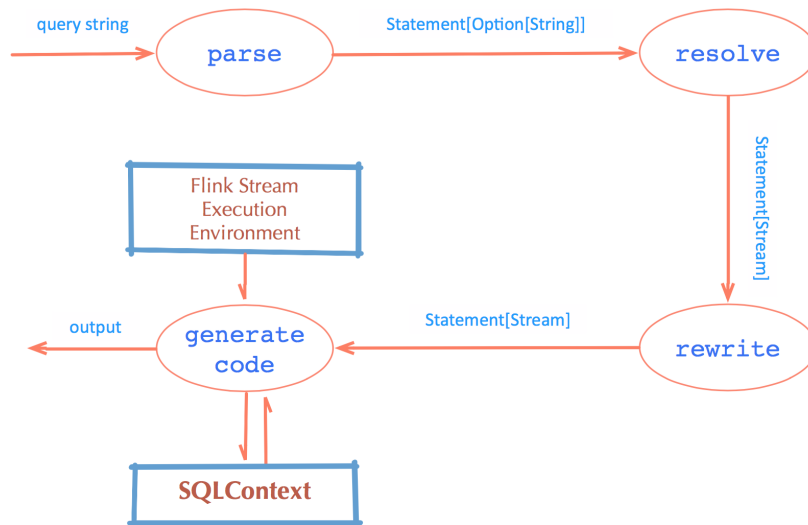 query string
parse
Statement[Option[String]]
resolve
Statement[Stream]
Flink Stream
Execution
Environment
output
generate
code
Statement[Stream]
rewrite
SQLContext